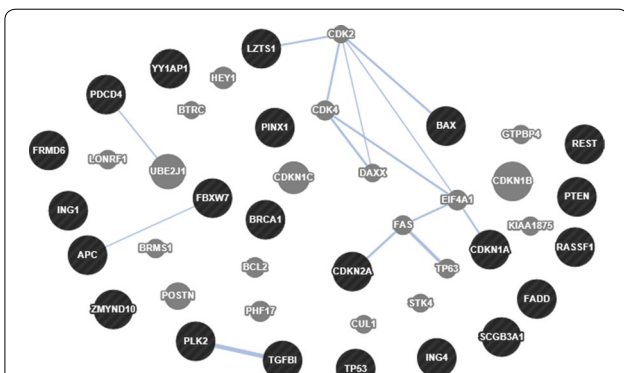 CDK2
LZTS1
YY1AP1
HEY1
PDCD4
BTRC
CDK4
PINX1
BAX
GTPBP4
REST
FRMD6
LONRF1
UBE2J1
CDKN1C
DAXX
CDKN1B
FBXW7
EIF4A1
PTEN
ING1
BRCA1
FAS
KIAA1875
APC
BRMS1
CDKN1A
RASSF1
BCL2
CDKN2A
TP63
ZMYND10
POSTN
PHF17
STK4
FADD
CUL1
PLK2
SCGB3A1
TGFBI
TP53
ING4